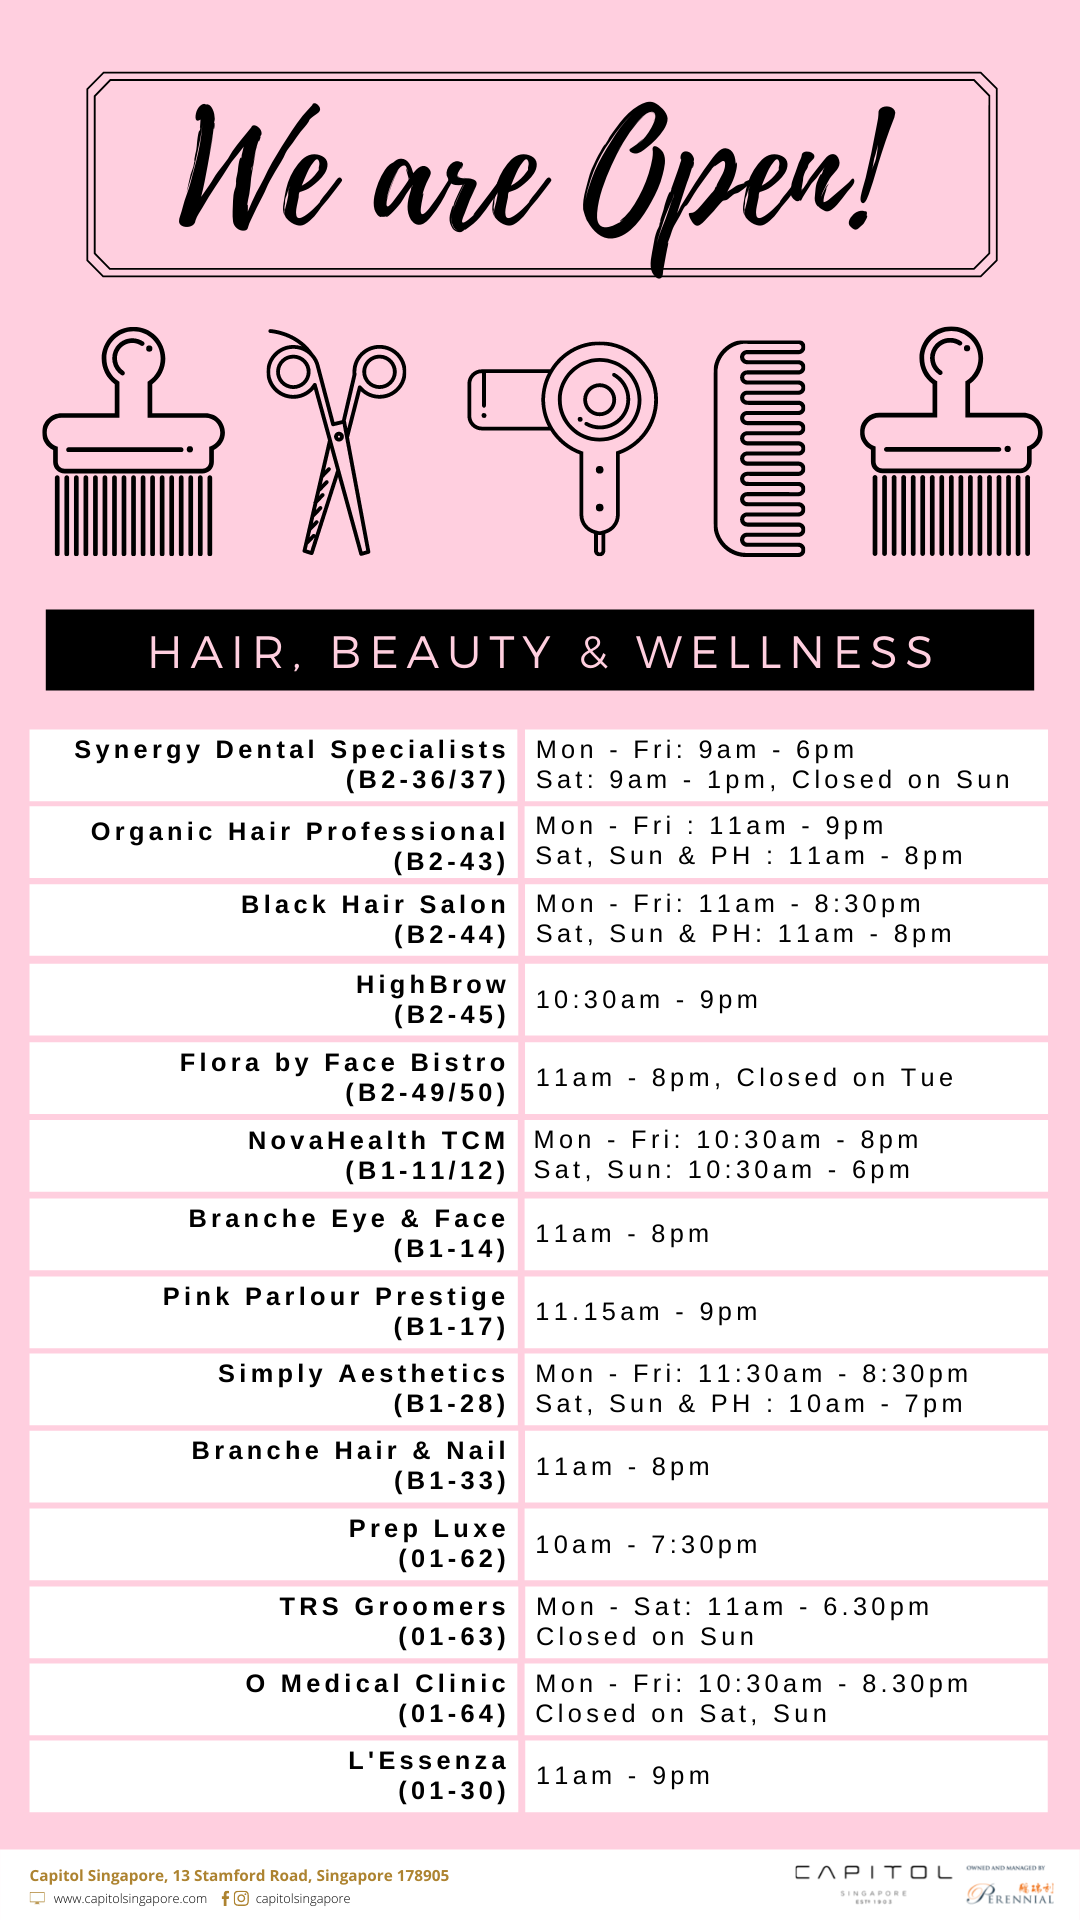 We are Open!
HAIR, BEAUTY & WELLNESS
Synergy Dental Specialists
(B2-36/37)
Mon - Fri: 9am - 6pm
Sat: 9am - 1pm, Closed on Sun
Organic Hair Professional
(B2-43)
Mon - Fri : 11am - 9pm
Sat, Sun & PH : 11am - 8pm
Black Hair Salon
(B2-44)
Mon - Fri: 11am - 8:30pm
Sat, Sun & PH: 11am - 8pm
HighBrow
(B2-45)
10:30am - 9pm
Flora by Face Bistro
(B2-49/50)
11am - 8pm, Closed on Tue
NovaHealth TCM
(B1-11/12)
Mon - Fri: 10:30am - 8pm
Sat, Sun: 10:30am - 6pm
Branche Eye & Face
(B1-14)
11am - 8pm
Pink Parlour Prestige
(B1-17)
11.15am - 9pm
Simply Aesthetics
(B1-28)
Mon - Fri: 11:30am - 8:30pm
Sat, Sun & PH : 10am - 7pm
Branche Hair & Nail
(B1-33)
11am - 8pm
Prep Luxe
(01-62)
10am - 7:30pm
TRS Groomers
(01-63)
Mon - Sat: 11am - 6.30pm
Closed on Sun
O Medical Clinic
(01-64)
Mon - Fri: 10:30am - 8.30pm
Closed on Sat, Sun
L'Essenza
(01-30)
11am - 9pm
Capitol Singapore, 13 Stamford Road, Singapore 178905
www.capitolsingapore.com capitolsingapore
CAPITOL
SINGAPORE
ESTD 1903
OWNED AND MANAGED BY
鹏瑞利
PERENNIAL